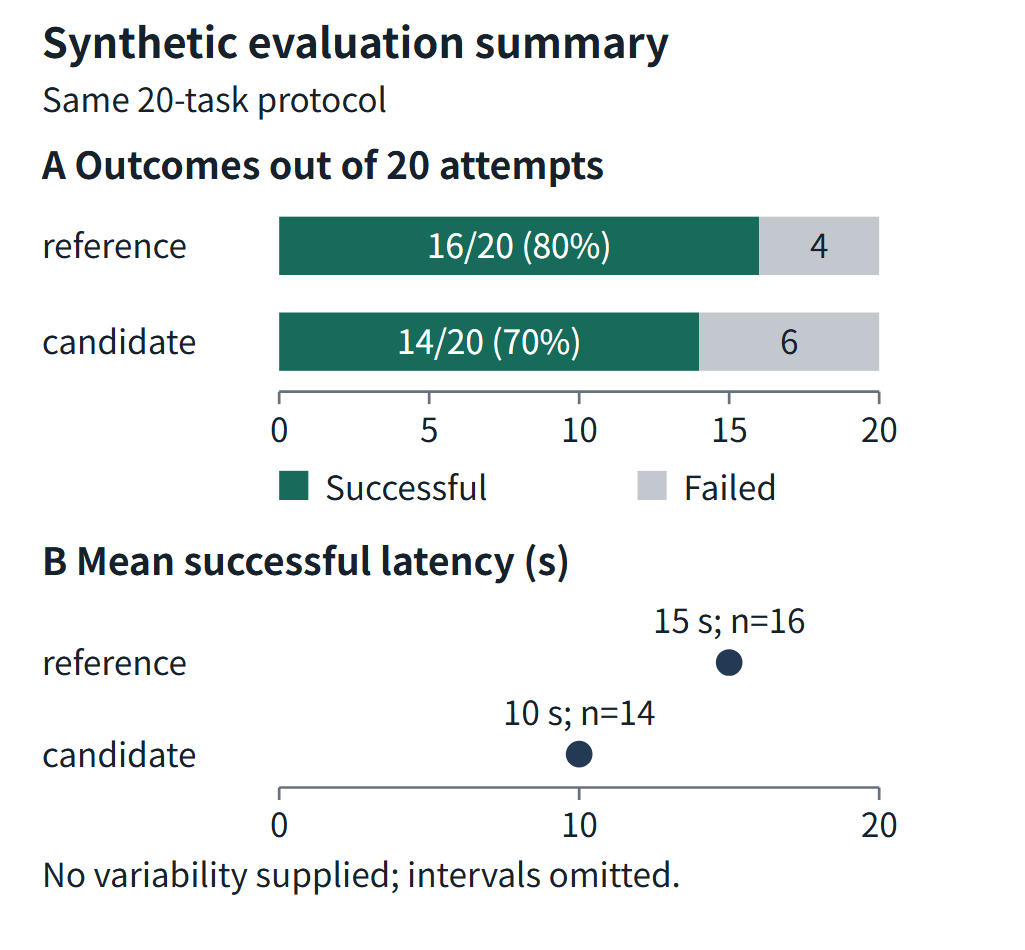 Synthetic evaluation summary
Same 20-task protocol
A Outcomes out of 20 attempts
reference 16/20 (80%) 4
candidate 14/20 (70%) 6
0 5 10 15 20
Successful Failed
B Mean successful latency (s)
15 s; n=16
reference
10 s; n=14
candidate
0 10 20
No variability supplied; intervals omitted.